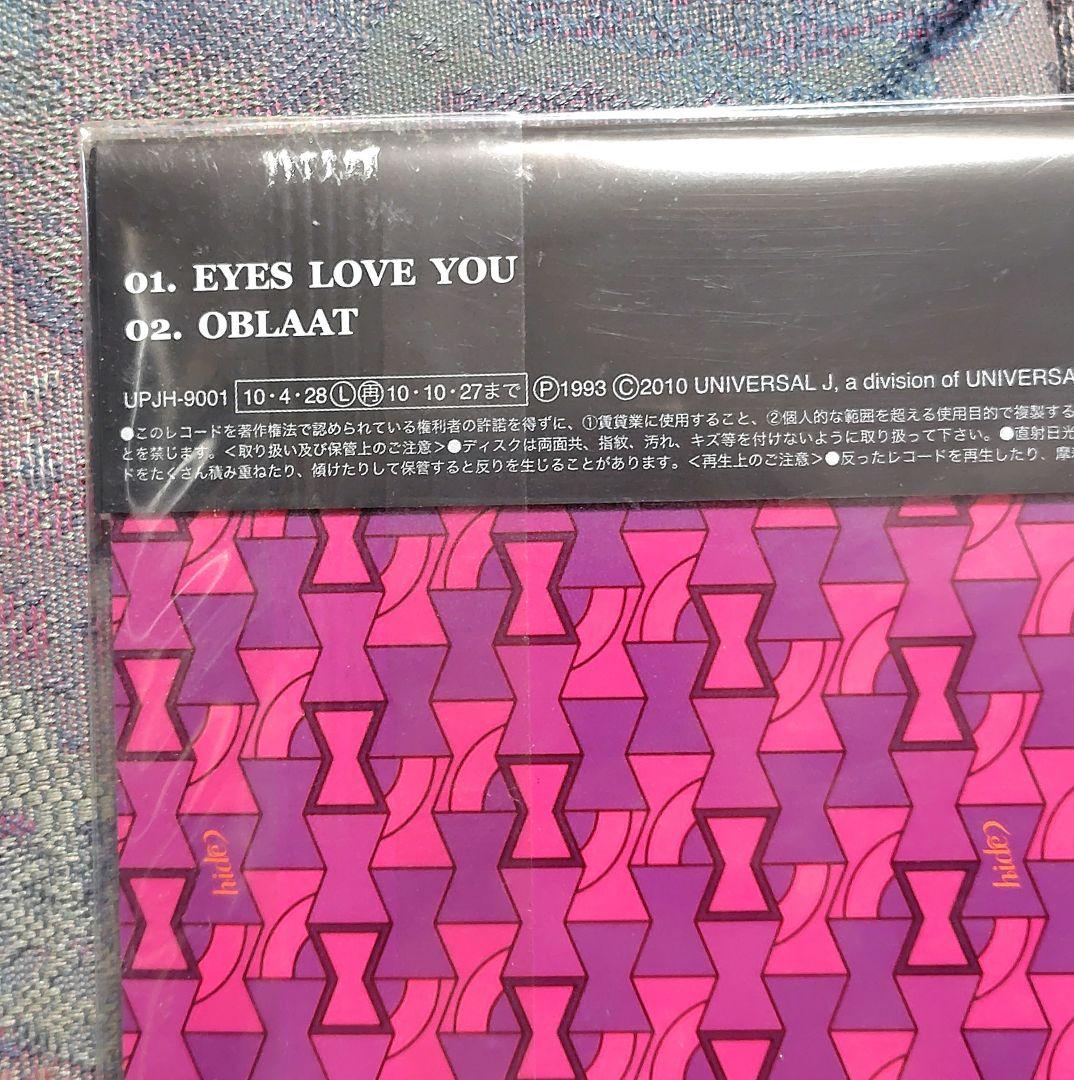 01. EYES LOVE YOU
02. OBLAAT
UPJH-9001 10・4・28Ⓛ㊢10・10・27まで Ⓟ1993 Ⓒ2010 UNIVERSAL J, a division of UNIVERSA
●このレコードを著作権法で認められている権利者の許諾を得ずに、①賃貸業に使用すること、②個人的な範囲を超える使用目的で複製する
とを禁じます。<取り扱い及び保管上のご注意>●ディスクは両面共、指紋、汚れ、キズ等を付けないように取り扱って下さい。●直射日光
ドをたくさん積み重ねたり、傾けたりして保管すると反りを生じることがあります。<再生上のご注意>●反ったレコードを再生したり、摩
hide
hide